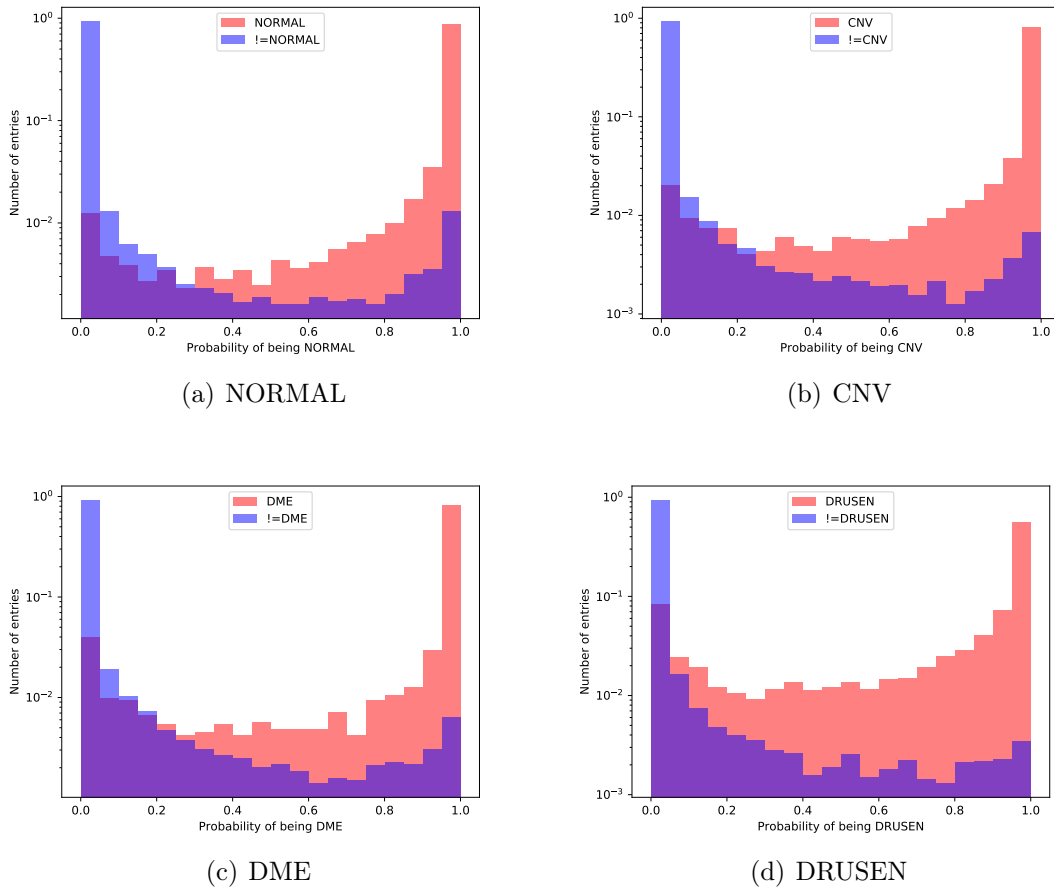 NORMAL
!=NORMAL
10^0
10^-1
10^-2
Number of entries
0.0 0.2 0.4 0.6 0.8 1.0
Probability of being NORMAL
(a) NORMAL
CNV
!=CNV
10^0
10^-1
10^-2
10^-3
Number of entries
0.0 0.2 0.4 0.6 0.8 1.0
Probability of being CNV
(b) CNV
DME
!=DME
10^0
10^-1
10^-2
Number of entries
0.0 0.2 0.4 0.6 0.8 1.0
Probability of being DME
(c) DME
DRUSEN
!=DRUSEN
10^0
10^-1
10^-2
10^-3
Number of entries
0.0 0.2 0.4 0.6 0.8 1.0
Probability of being DRUSEN
(d) DRUSEN